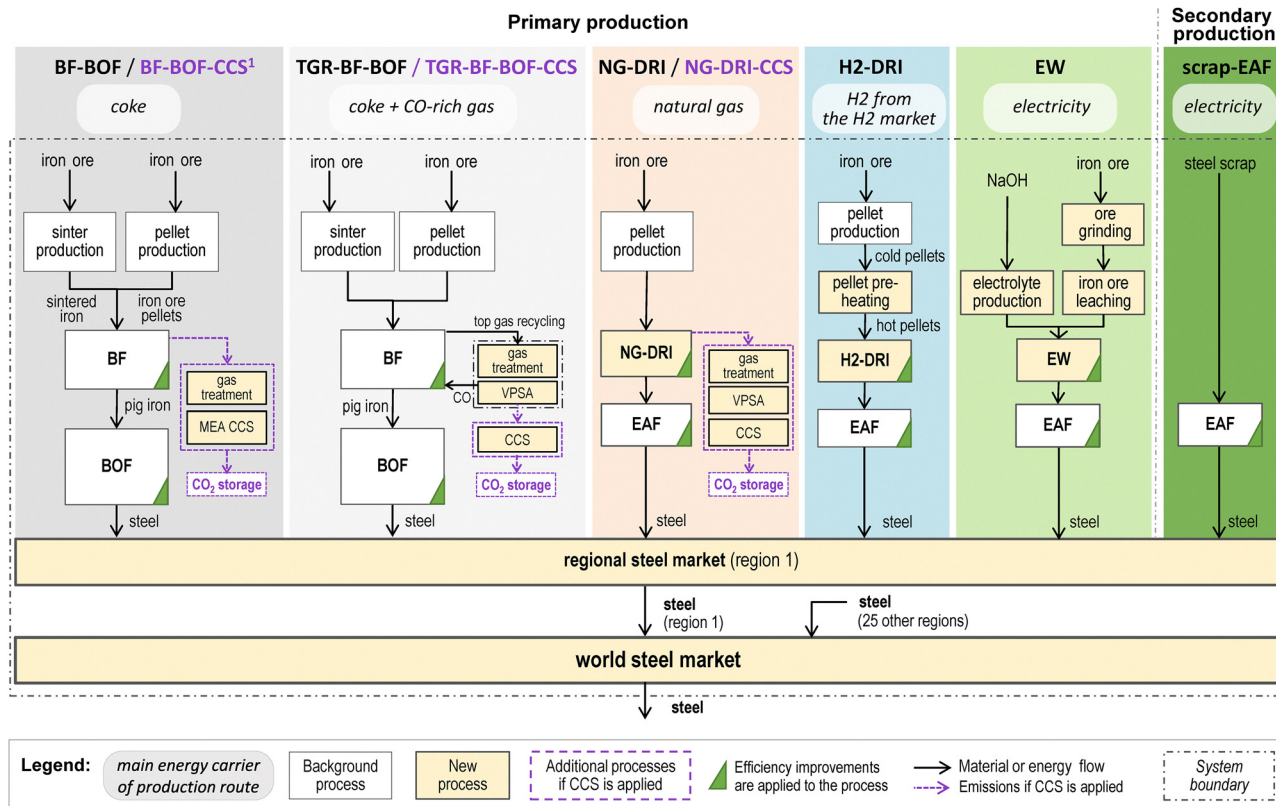 Primary production
Secondary
production
BF-BOF / BF-BOF-CCS¹
coke
TGR-BF-BOF / TGR-BF-BOF-CCS
coke + CO-rich gas
NG-DRI / NG-DRI-CCS
natural gas
H2-DRI
H2 from
the H2 market
EW
electricity
scrap-EAF
electricity
iron ore
iron ore
sinter
production
pellet
production
sintered
iron
iron ore
pellets
BF
gas
treatment
MEA CCS
pig iron
BOF
CO₂ storage
steel
iron ore
iron ore
sinter
production
pellet
production
top gas recycling
BF
gas
treatment
VPSA
CO
pig iron
CCS
BOF
CO₂ storage
steel
iron ore
pellet
production
NG-DRI
gas
treatment
VPSA
CCS
EAF
CO₂ storage
steel
iron ore
pellet
production
cold pellets
pellet pre-
heating
hot pellets
H2-DRI
EAF
steel
NaOH
iron ore
ore
grinding
electrolyte
production
iron ore
leaching
EW
EAF
steel
steel scrap
EAF
steel
regional steel market (region 1)
steel
(region 1)
steel
(25 other regions)
world steel market
steel
Legend:
main energy carrier
of production route
Background
process
New
process
Additional processes
if CCS is applied
Efficiency improvements
are applied to the process
Material or energy flow
Emissions if CCS is applied
System
boundary